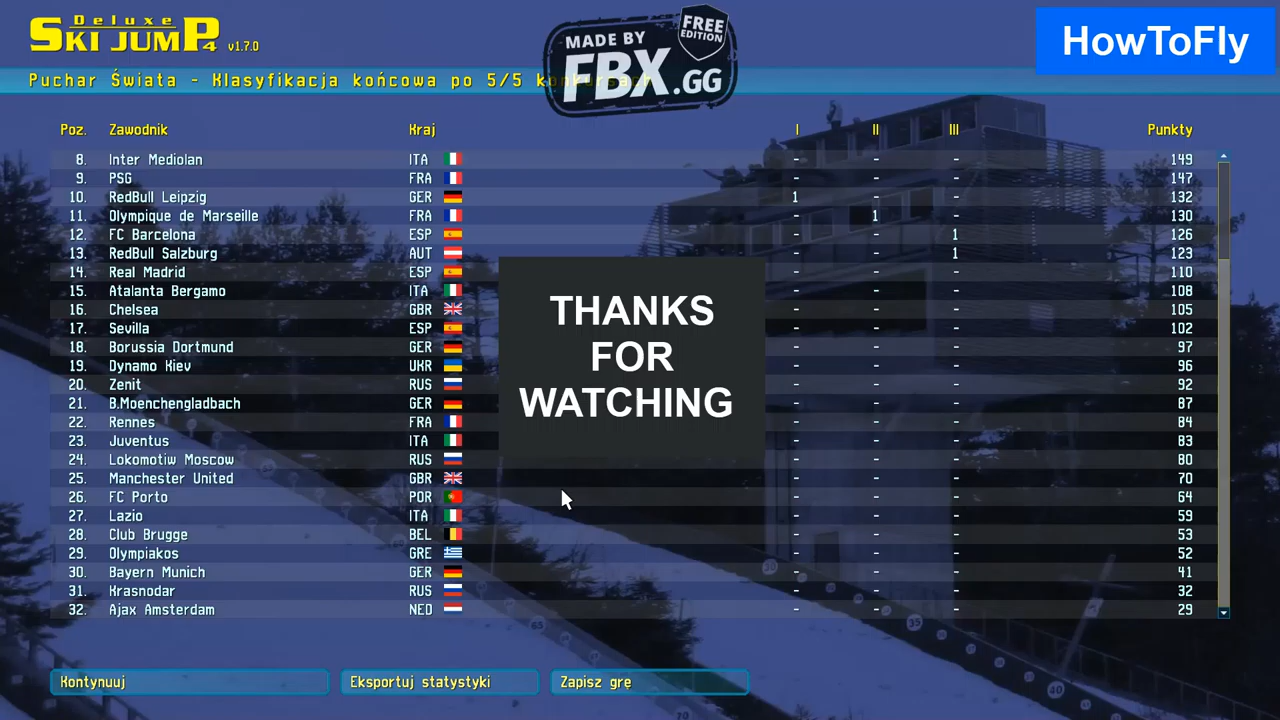 Deluxe
SKI JUMP 4 v1.7.0
MADE BY
FREE EDITION
FBX.GG
HowToFly
Puchar Świata - Klasyfikacja końcowa po 5/5 konkursach
Poz. Zawodnik Kraj I II III Punkty
8. Inter Mediolan ITA - - - 149
9. PSG FRA - - - 147
10. RedBull Leipzig GER 1 - - 132
11. Olympique de Marseille FRA - 1 - 130
12. FC Barcelona ESP - - 1 126
13. RedBull Salzburg AUT - - 1 123
14. Real Madrid ESP - - - 110
15. Atalanta Bergamo ITA - - - 108
16. Chelsea GBR - - - 105
17. Sevilla ESP - - - 102
18. Borussia Dortmund GER - - - 97
19. Dynamo Kiev UKR - - - 96
20. Zenit RUS - - - 92
21. B.Moenchengladbach GER - - - 87
22. Rennes FRA - - - 84
23. Juventus ITA - - - 83
24. Lokomotiw Moscow RUS - - - 80
25. Manchester United GBR - - - 70
26. FC Porto POR - - - 64
27. Lazio ITA - - - 59
28. Club Brugge BEL - - - 53
29. Olympiakos GRE - - - 52
30. Bayern Munich GER - - - 41
31. Krasnodar RUS - - - 32
32. Ajax Amsterdam NED - - - 29
THANKS
FOR
WATCHING
Kontynuuj Eksportuj statystyki Zapisz grę